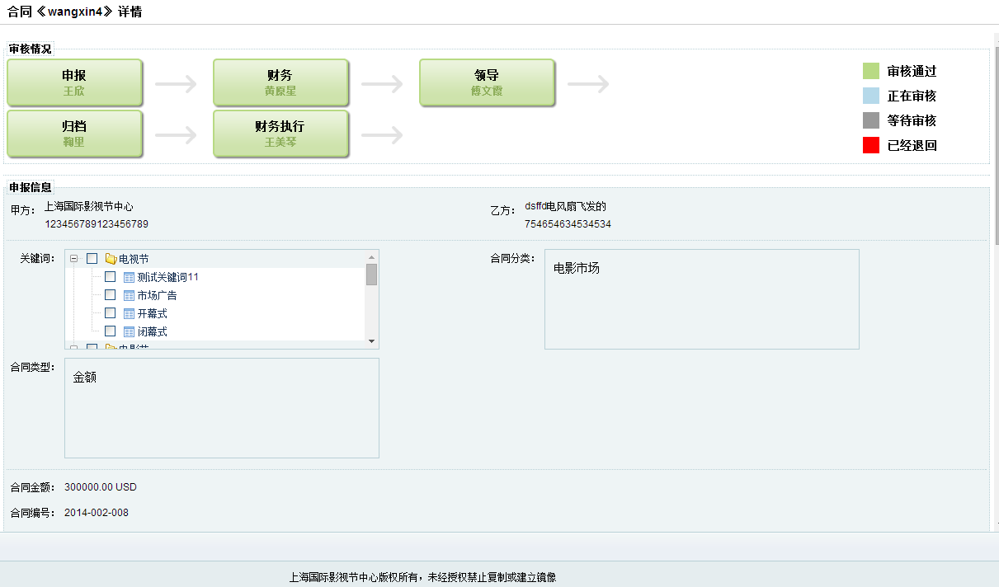 合同《wangxin4》详情
审核情况
申报
王欣
财务
黄原星
领导
傅文霞
归档
鞠里
财务执行
王美琴
审核通过
正在审核
等待审核
已经退回
申报信息
甲方： 上海国际影视节中心
123456789123456789
乙方： dsffd电风扇飞发的
754654634534534
关键词： 电视节
测试关键词11
市场广告
开幕式
闭幕式
电影节
合同分类： 电影市场
合同类型： 金额
合同金额： 300000.00 USD
合同编号： 2014-002-008
上海国际影视节中心版权所有，未经授权禁止复制或建立镜像